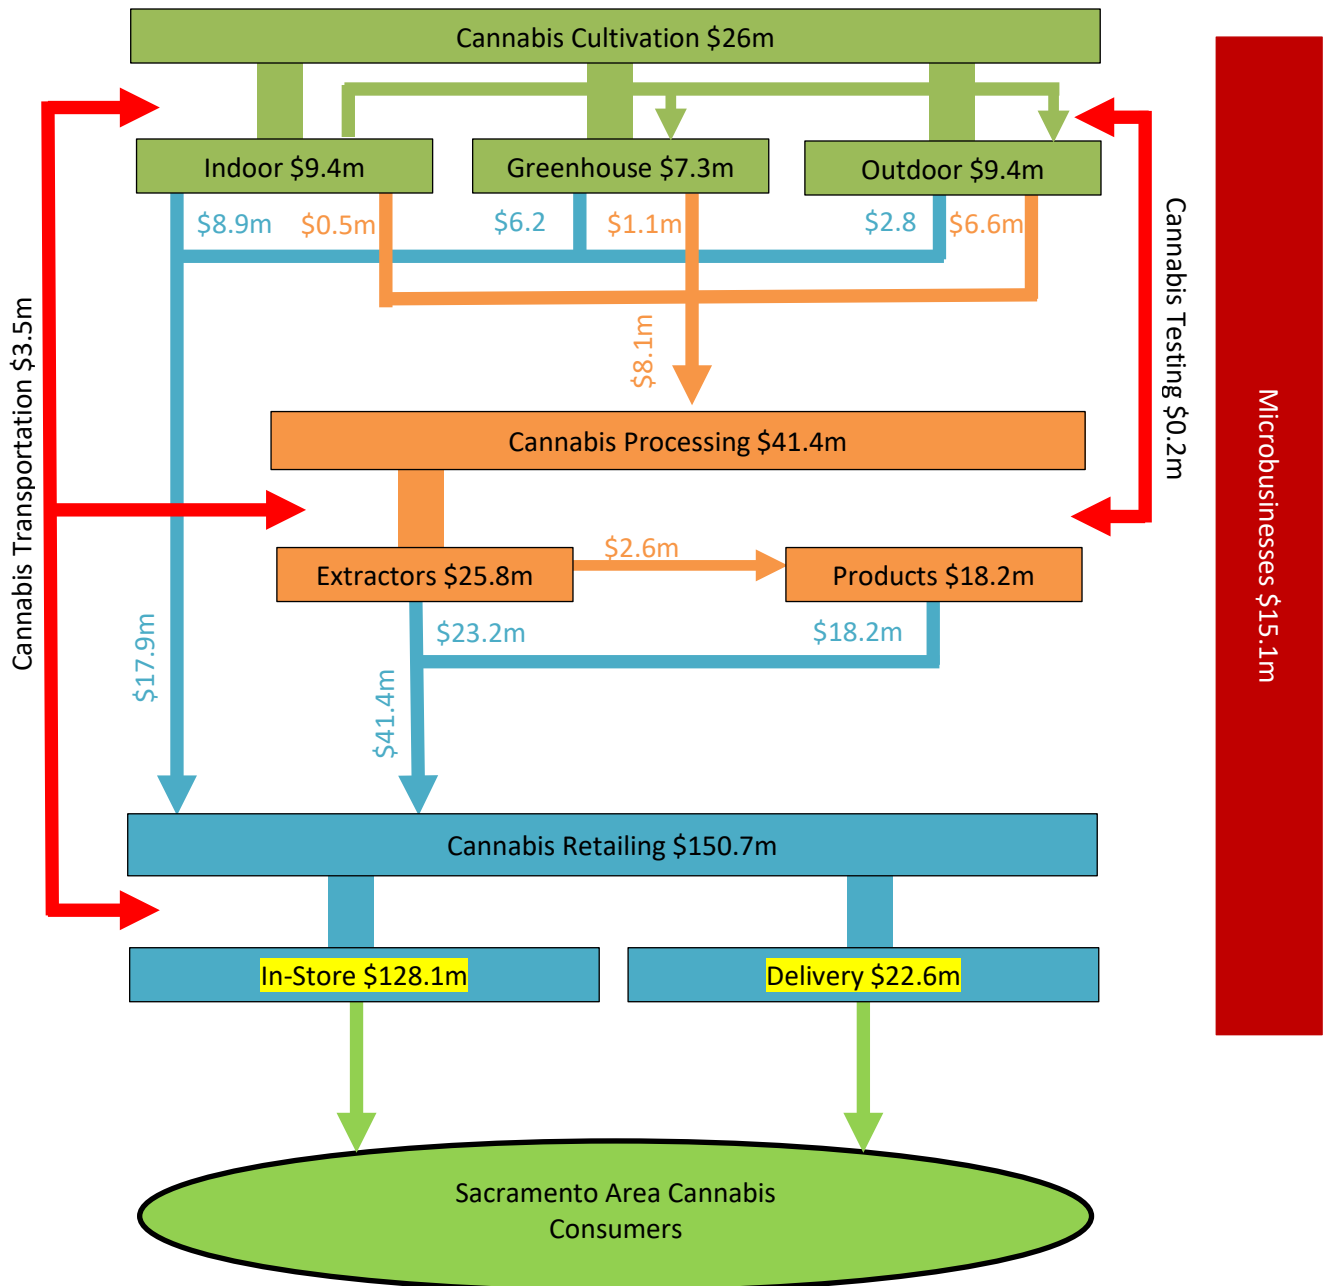 Cannabis Cultivation $26m
Indoor $9.4m
Greenhouse $7.3m
Outdoor $9.4m
$8.9m
$0.5m
$6.2
$1.1m
$2.8
$6.6m
Cannabis Transportation $3.5m
Cannabis Testing $0.2m
Microbusinesses $15.1m
$8.1m
Cannabis Processing $41.4m
Extractors $25.8m
$2.6m
Products $18.2m
$23.2m
$18.2m
$17.9m
$41.4m
Cannabis Retailing $150.7m
In-Store $128.1m
Delivery $22.6m
Sacramento Area Cannabis
Consumers